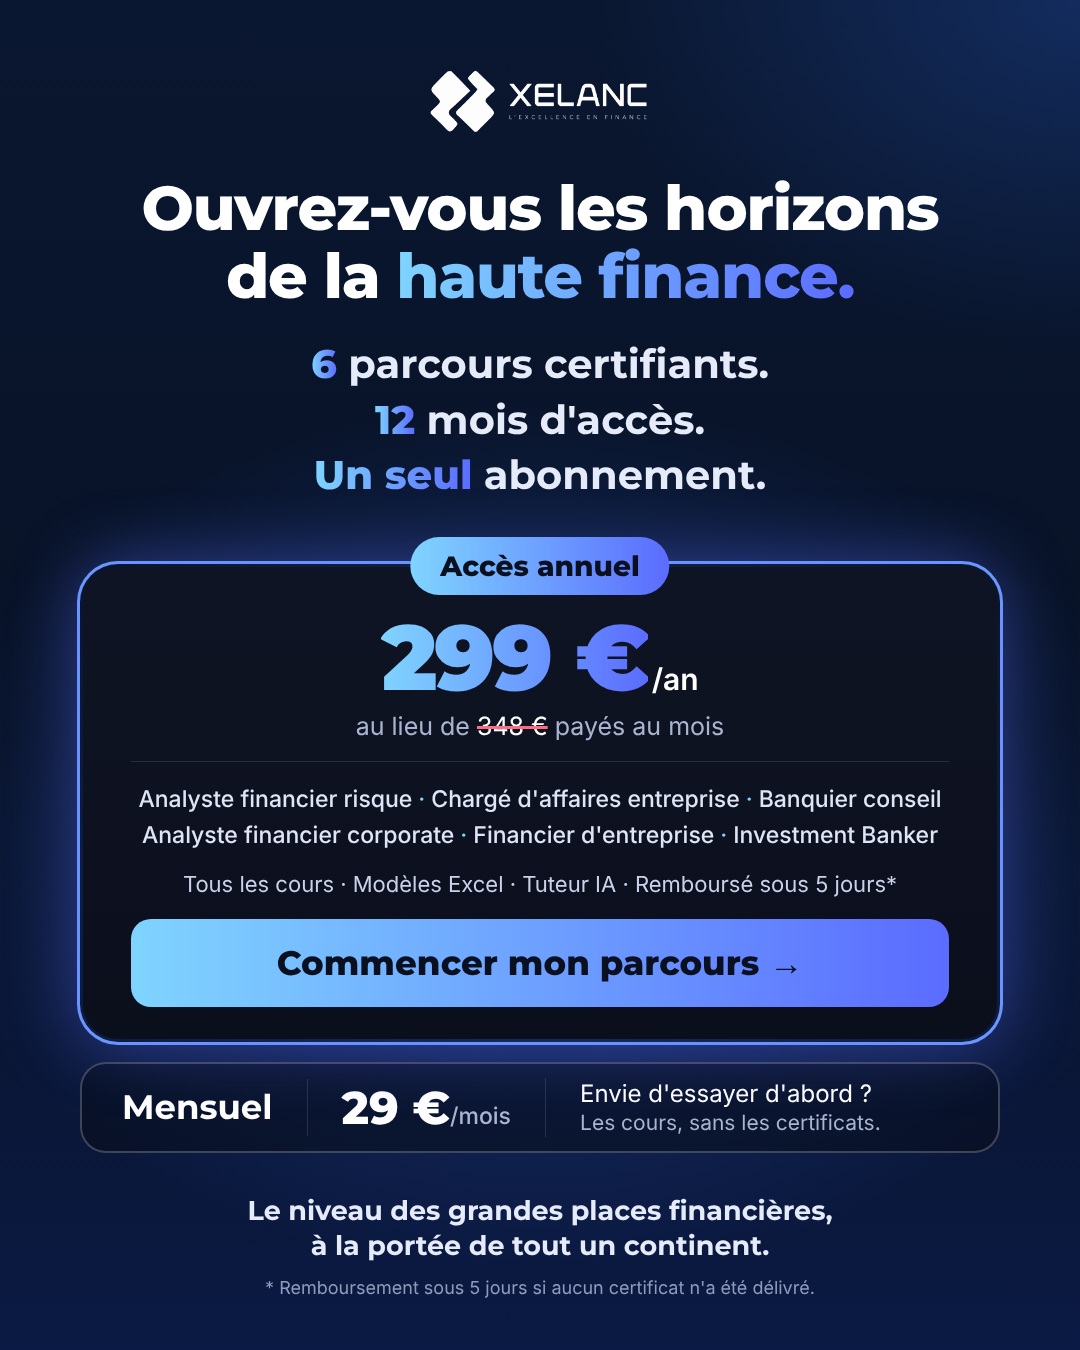 XELANC
L'EXCELLENCE EN FINANCE
Ouvrez-vous les horizons
de la haute finance.
6 parcours certifiants.
12 mois d'accès.
Un seul abonnement.
Accès annuel
299 €/an
au lieu de 348 € payés au mois
Analyste financier risque · Chargé d'affaires entreprise · Banquier conseil
Analyste financier corporate · Financier d'entreprise · Investment Banker
Tous les cours · Modèles Excel · Tuteur IA · Remboursé sous 5 jours*
Commencer mon parcours →
Mensuel
29 €/mois
Envie d'essayer d'abord ?
Les cours, sans les certificats.
Le niveau des grandes places financières,
à la portée de tout un continent.
* Remboursement sous 5 jours si aucun certificat n'a été délivré.